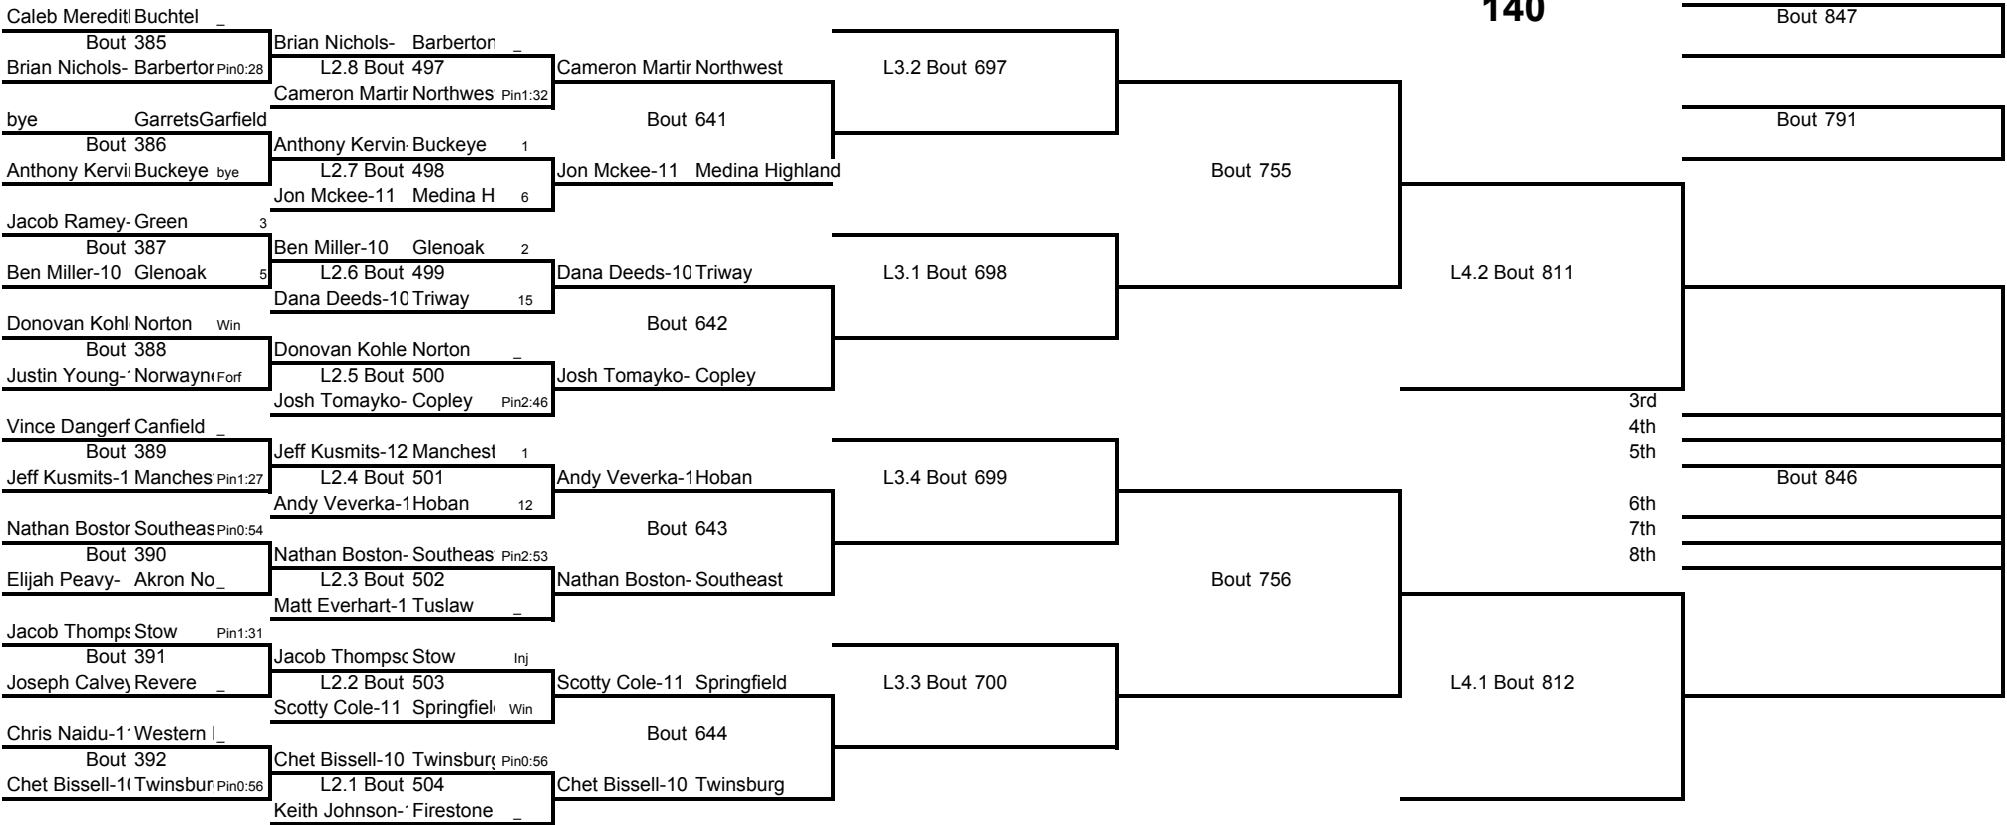 140
Caleb Meredit Buchtel _ Bout 847
Bout 385 Brian Nichols- Barberton _
Brian Nichols- Barberton Pin0:28 L2.8 Bout 497 Cameron Martin Northwest L3.2 Bout 697
Cameron Martin Northwes Pin1:32
bye GarretsGarfield Bout 641 Bout 791
Bout 386 Anthony Kervin- Buckeye 1
Anthony Kervi Buckeye bye L2.7 Bout 498 Jon Mckee-11 Medina Highland Bout 755
Jon Mckee-11 Medina H 6
Jacob Ramey- Green 3
Bout 387 Ben Miller-10 Glenoak 2
Ben Miller-10 Glenoak 5 L2.6 Bout 499 Dana Deeds-10 Triway L3.1 Bout 698 L4.2 Bout 811
Dana Deeds-10 Triway 15
Donovan Kohl Norton Win Bout 642
Bout 388 Donovan Kohle Norton _
Justin Young- Norwayn Forf L2.5 Bout 500 Josh Tomayko- Copley
Josh Tomayko- Copley Pin2:46 3rd
Vince Dangerf Canfield _ 4th
Bout 389 Jeff Kusmits-12 Manchest 1 5th
Jeff Kusmits-1 Manches Pin1:27 L2.4 Bout 501 Andy Veverka-1 Hoban L3.4 Bout 699 Bout 846
Andy Veverka-1 Hoban 12 6th
Nathan Boston Southeas Pin0:54 Bout 643 7th
Bout 390 Nathan Boston- Southeas Pin2:53 8th
Elijah Peavy- Akron No _ L2.3 Bout 502 Nathan Boston- Southeast Bout 756
Matt Everhart-1 Tuslaw _
Jacob Thomps Stow Pin1:31
Bout 391 Jacob Thompso Stow Inj
Joseph Calvey Revere _ L2.2 Bout 503 Scotty Cole-11 Springfield L3.3 Bout 700 L4.1 Bout 812
Scotty Cole-11 Springfiel Win
Chris Naidu-1 Western _ Bout 644
Bout 392 Chet Bissell-10 Twinsburg Pin0:56
Chet Bissell-1 Twinsbur Pin0:56 L2.1 Bout 504 Chet Bissell-10 Twinsburg
Keith Johnson- Firestone _